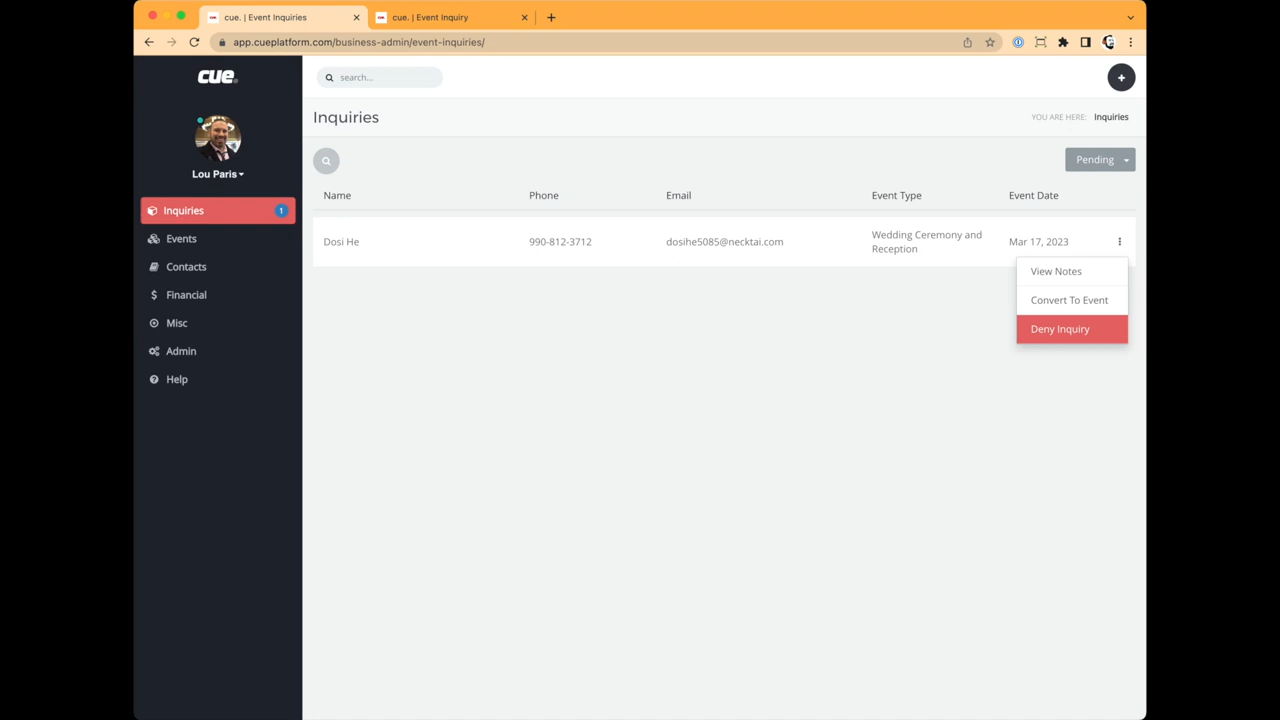 cue. | Event Inquiries
cue. | Event Inquiry
app.cueplatform.com/business-admin/event-inquiries/
cue
search...
Inquiries
YOU ARE HERE: Inquiries
Lou Paris
Pending
Name Phone Email Event Type Event Date
Inquiries 1
Events
Contacts
Financial
Misc
Admin
Help
Dosi He 990-812-3712 dosihe5085@necktai.com Wedding Ceremony and
Reception Mar 17, 2023
View Notes
Convert To Event
Deny Inquiry